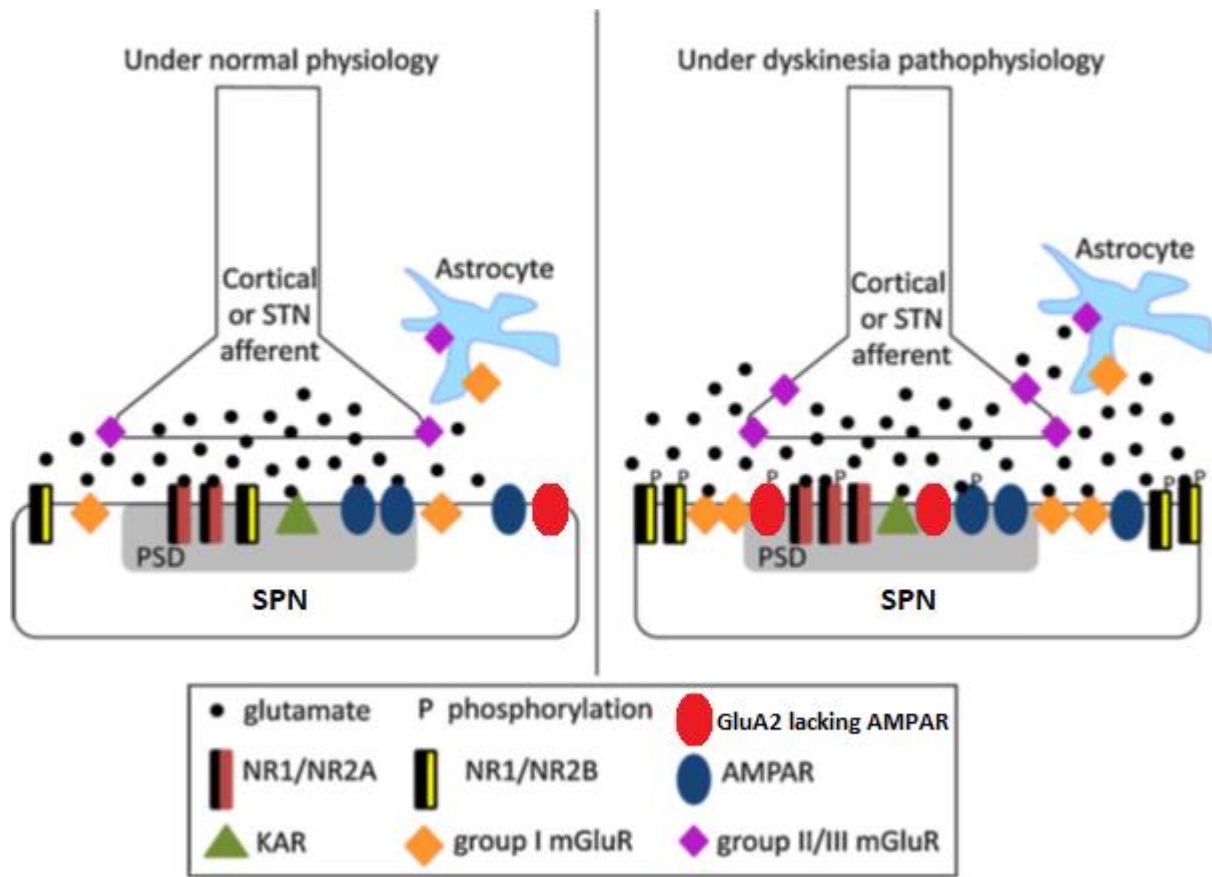 Under normal physiology
Cortical
or STN
afferent
Astrocyte
PSD
SPN
Under dyskinesia pathophysiology
Cortical
or STN
afferent
Astrocyte
P
P
P
P
P
P
P
PSD
SPN
glutamate
P phosphorylation
GluA2 lacking AMPAR
NR1/NR2A
NR1/NR2B
AMPAR
KAR
group I mGluR
group II/III mGluR